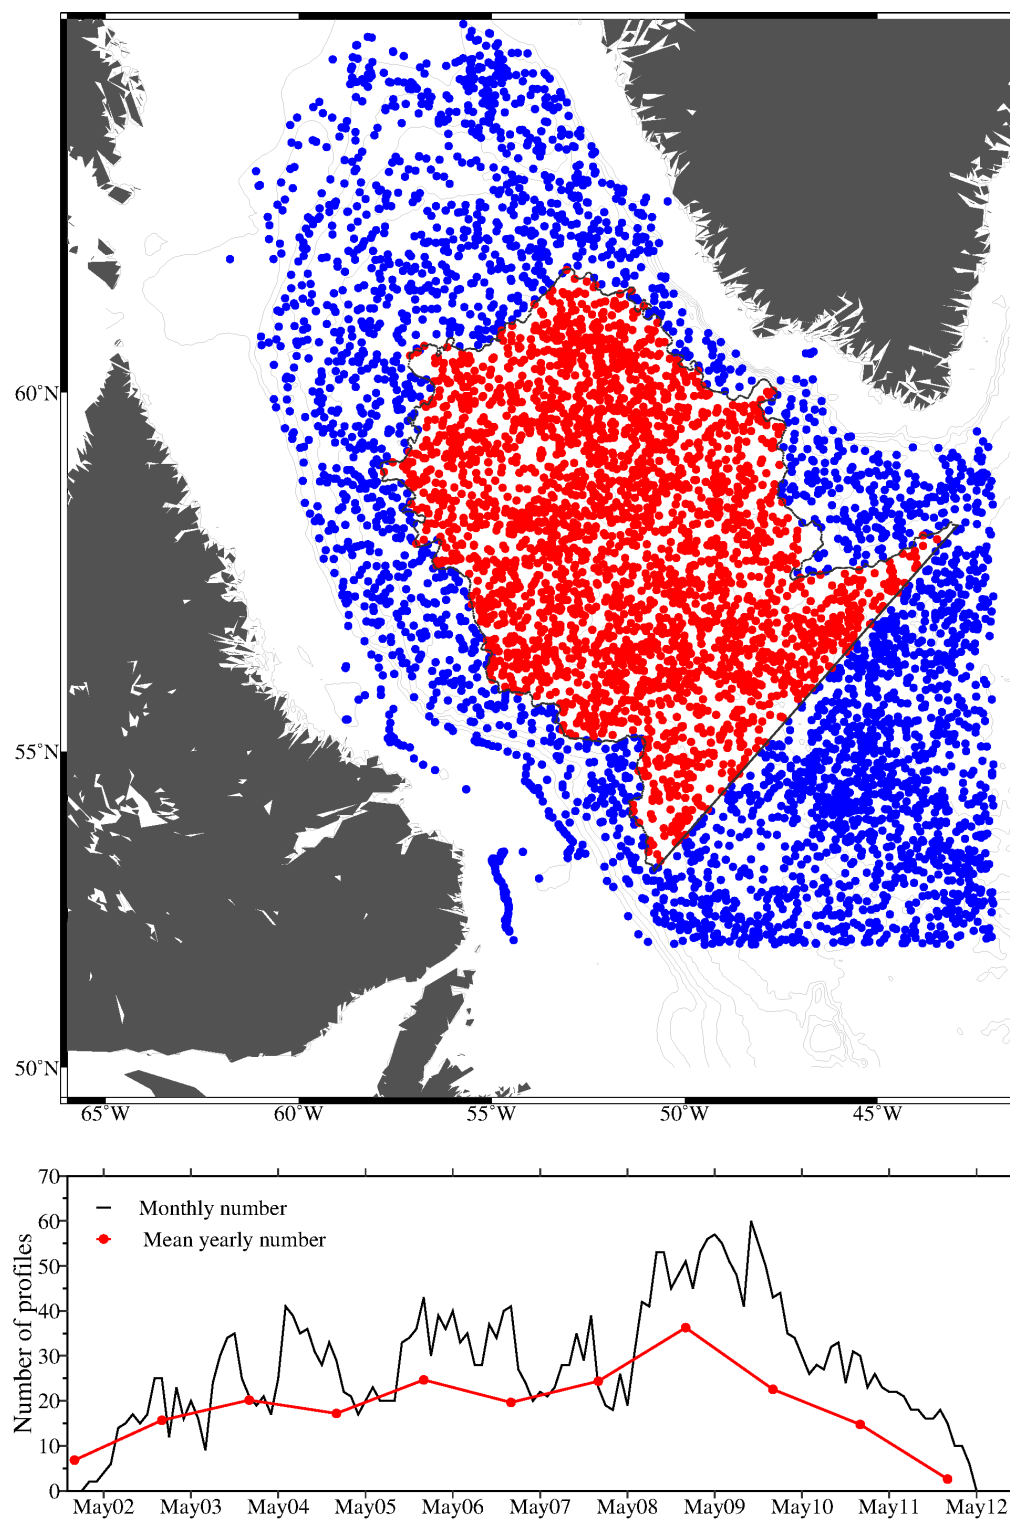 60°N
55°N
50°N
65°W 60°W 55°W 50°W 45°W
70
60
50
40
30
20
10
0
Number of profiles
Monthly number
Mean yearly number
May02 May03 May04 May05 May06 May07 May08 May09 May10 May11 May12